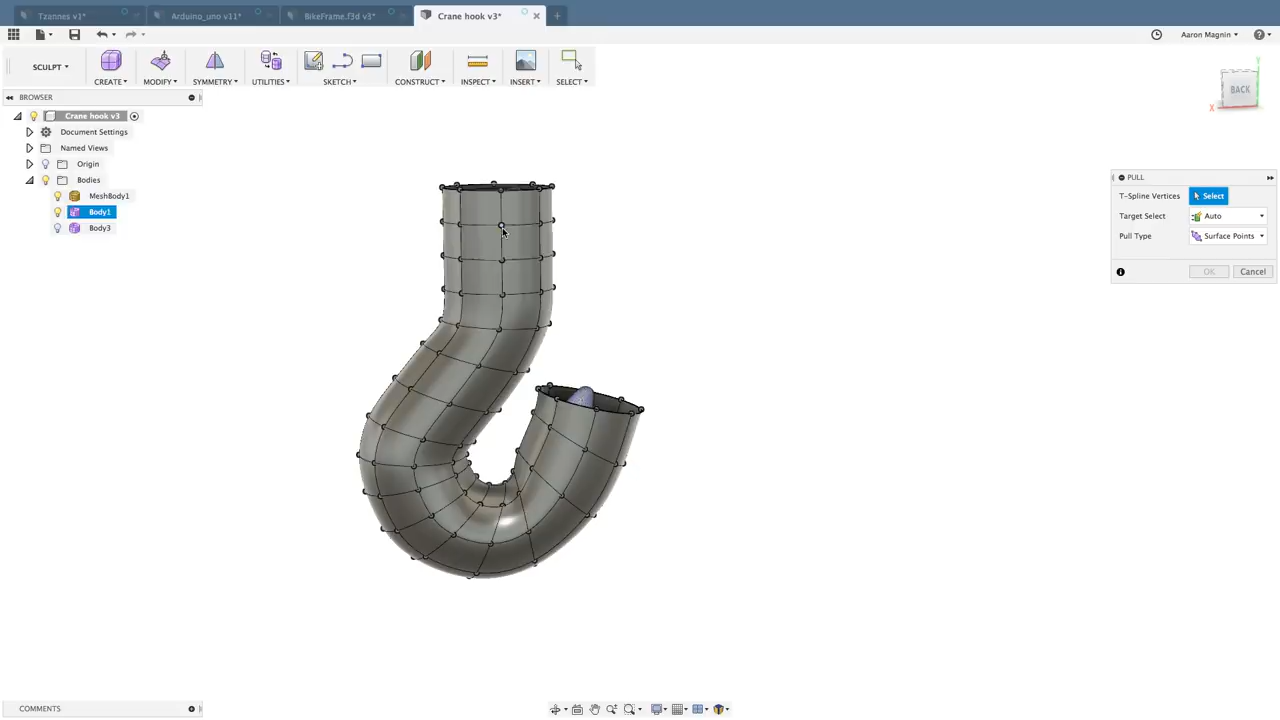 Tzannes v1*
Arduino_uno v11*
BikeFrame.f3d v3*
Crane hook v3*
Aaron Magnin
SCULPT
CREATE
MODIFY
SYMMETRY
UTILITIES
SKETCH
CONSTRUCT
INSPECT
INSERT
SELECT
BROWSER
Crane hook v3
Document Settings
Named Views
Origin
Bodies
MeshBody1
Body1
Body3
Y
BACK
X
PULL
T-Spline Vertices Select
Target Select Auto
Pull Type Surface Points
OK Cancel
COMMENTS